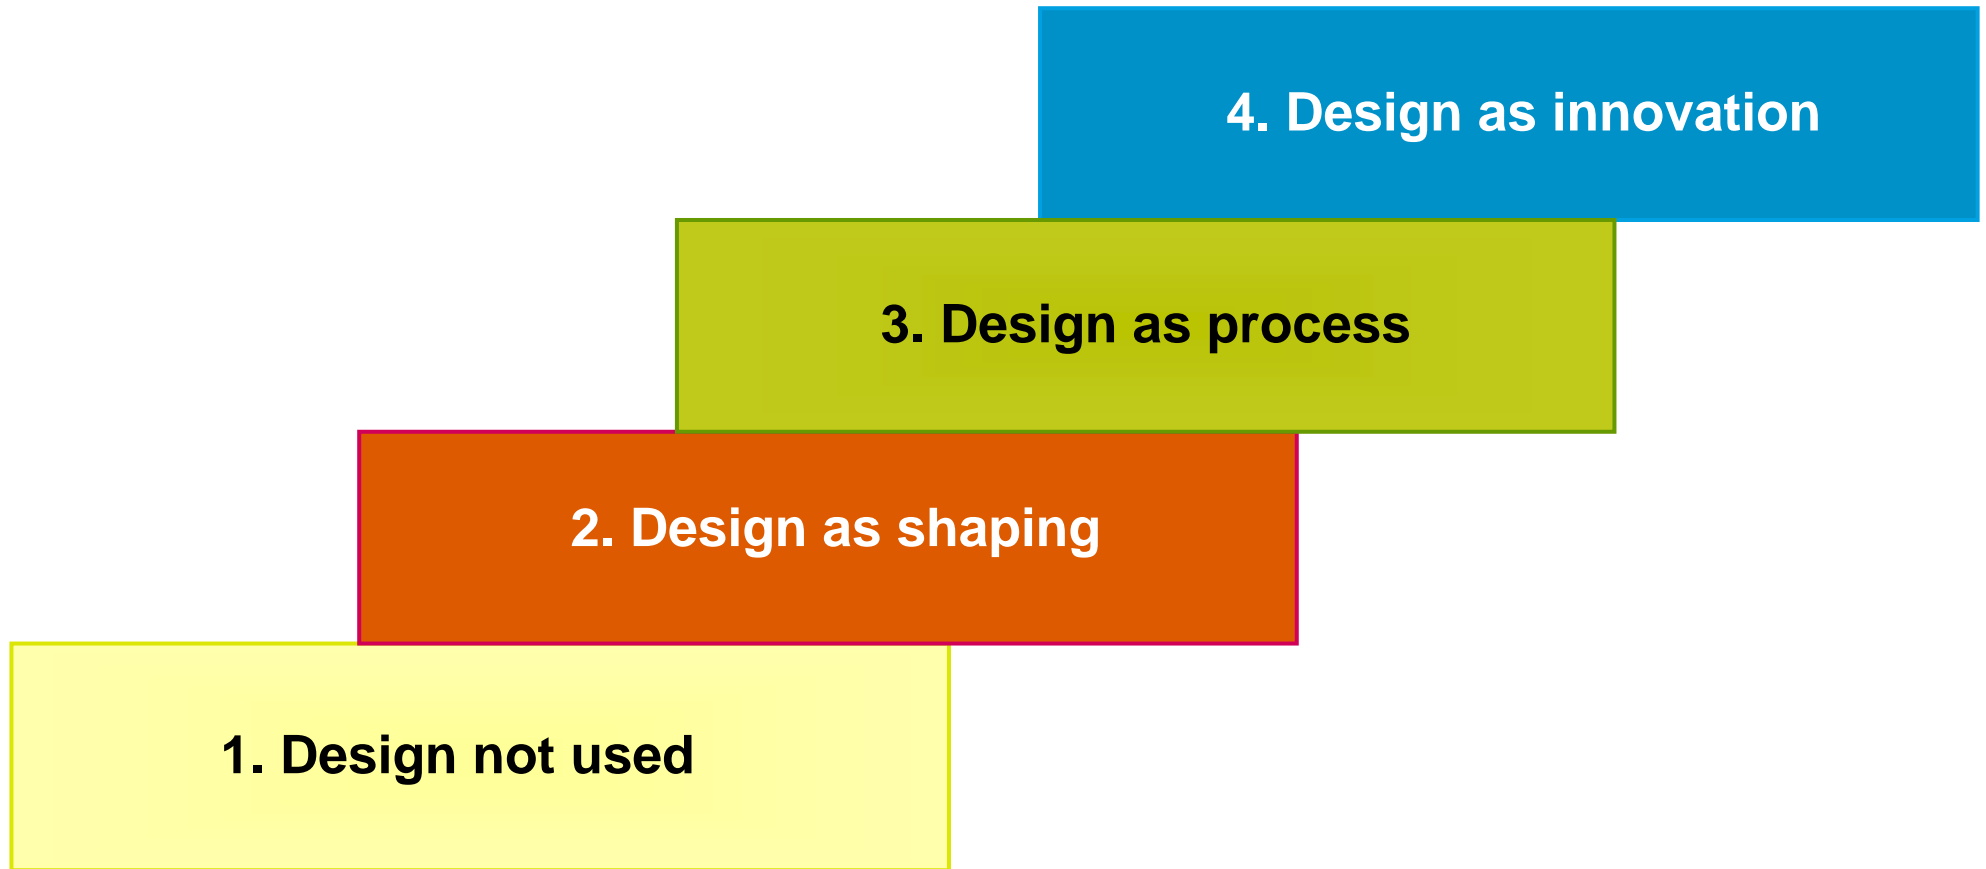 4. Design as innovation
3. Design as process
2. Design as shaping
1. Design not used